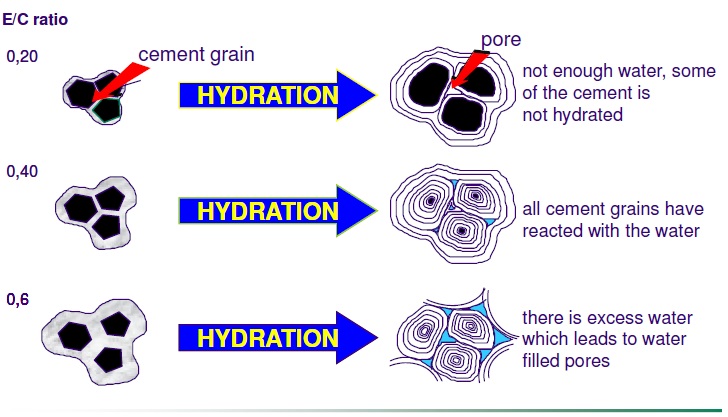 E/C ratio
0,20
cement grain
HYDRATION
pore
not enough water, some
of the cement is
not hydrated
0,40
HYDRATION
all cement grains have
reacted with the water
0,6
HYDRATION
there is excess water
which leads to water
filled pores